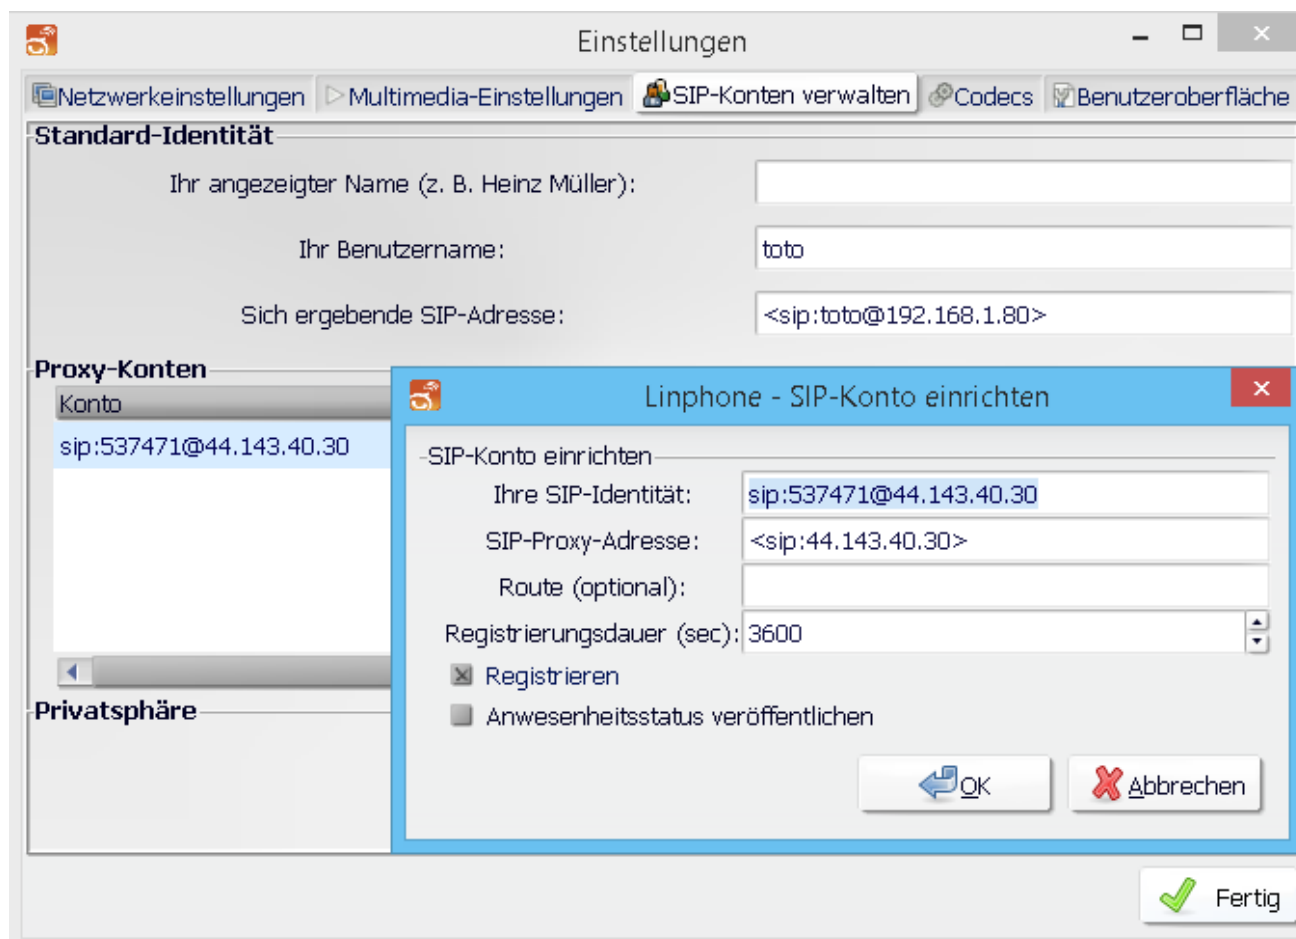 Einstellungen
Netzwerkeinstellungen Multimedia-Einstellungen SIP-Konten verwalten Codecs Benutzeroberfläche
Standard-Identität
Ihr angezeigter Name (z. B. Heinz Müller):
Ihr Benutzername: toto
Sich ergebende SIP-Adresse: <sip:toto@192.168.1.80>
Proxy-Konten
Konto
sip:537471@44.143.40.30
Privatsphäre
Linphone - SIP-Konto einrichten
SIP-Konto einrichten
Ihre SIP-Identität: sip:537471@44.143.40.30
SIP-Proxy-Adresse: <sip:44.143.40.30>
Route (optional):
Registrierungsdauer (sec): 3600
Registrieren
Anwesenheitsstatus veröffentlichen
OK Abbrechen
Fertig